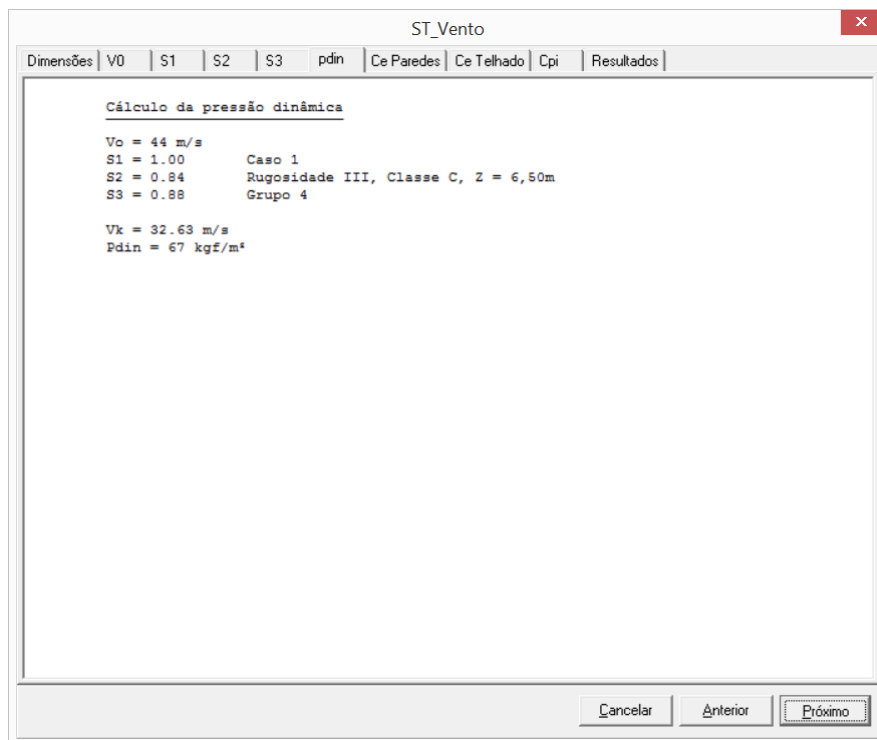 ST_Vento
Dimensões V0 S1 S2 S3 pdin Ce Paredes Ce Telhado Cpi Resultados
Cálculo da pressão dinâmica
Vo = 44 m/s
S1 = 1.00 Caso 1
S2 = 0.84 Rugosidade III, Classe C, Z = 6,50m
S3 = 0.88 Grupo 4
Vk = 32.63 m/s
Pdin = 67 kgf/m²
Cancelar Anterior Próximo